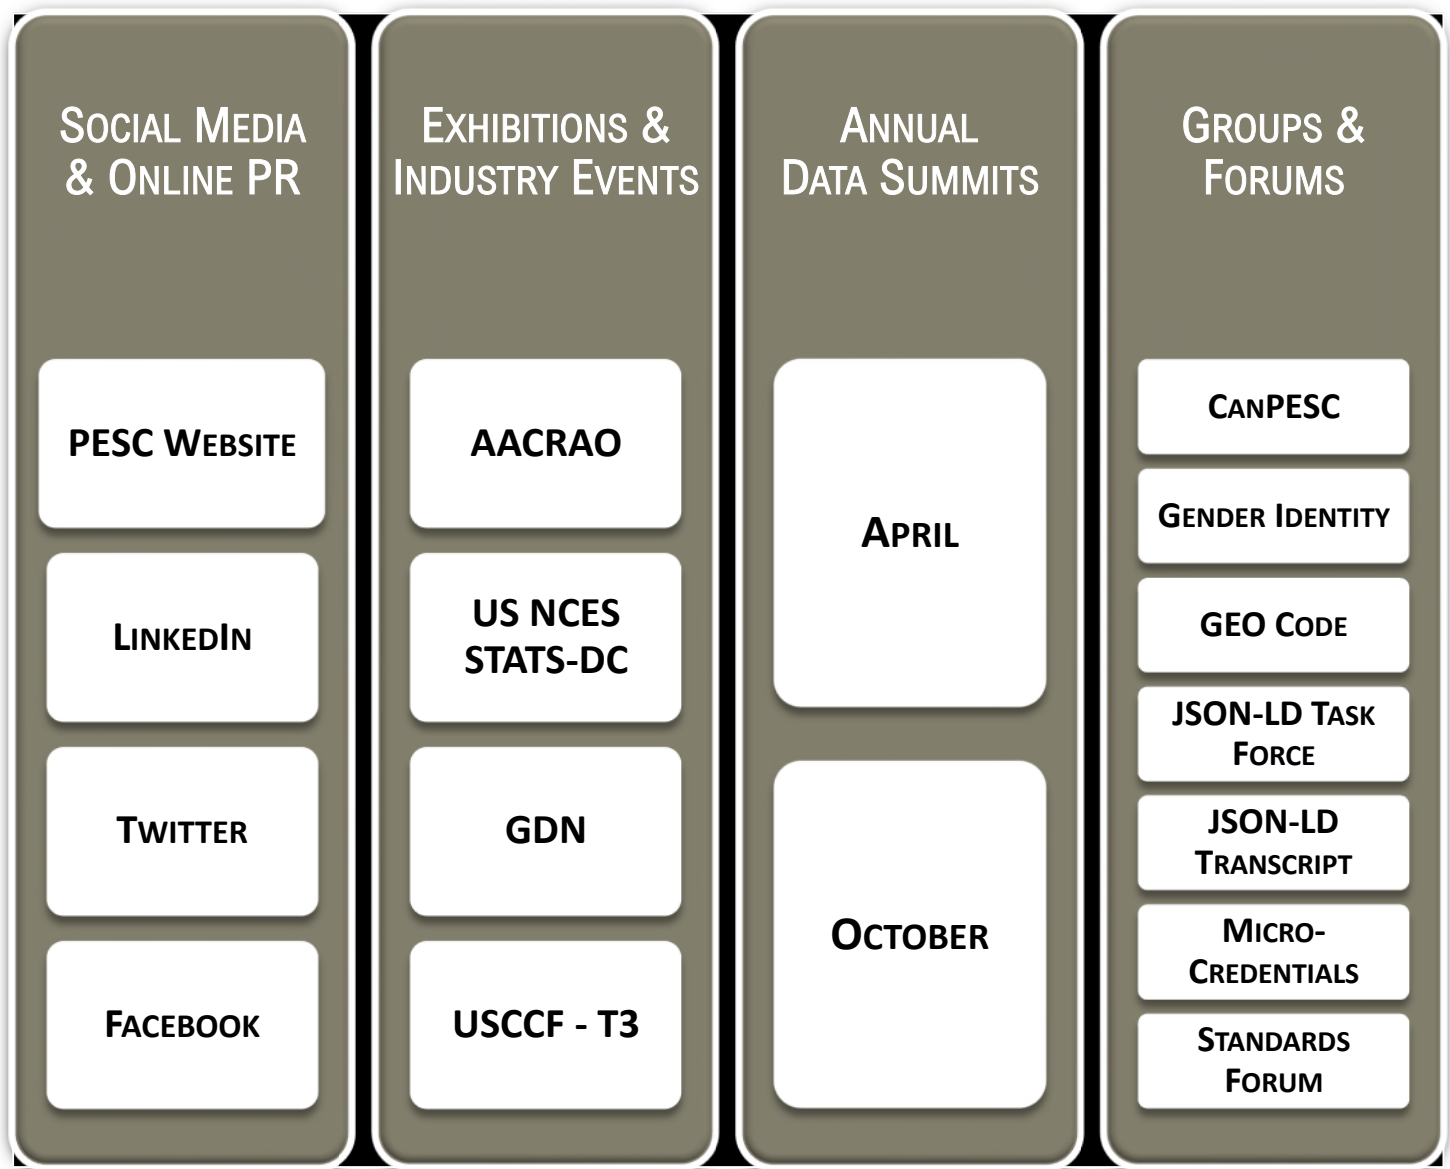 Social Media
& Online PR
PESC Website
LinkedIn
Twitter
Facebook
Exhibitions &
Industry Events
AACRAO
US NCES
STATS-DC
GDN
USCCF - T3
Annual
Data Summits
April
October
Groups &
Forums
CanPESC
Gender Identity
GEO Code
JSON-LD Task
Force
JSON-LD
Transcript
Micro-
Credentials
Standards
Forum